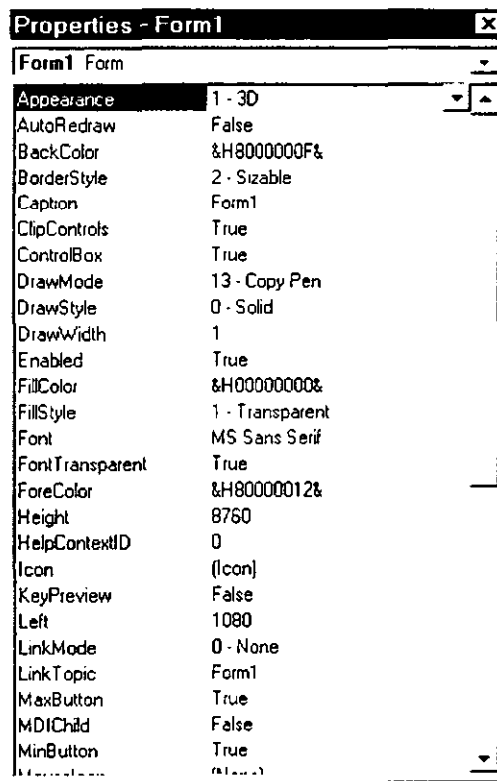 Properties - Form1
Form1 Form
Appearance 1 - 3D
AutoRedraw False
BackColor &H8000000F&
BorderStyle 2 - Sizable
Caption Form1
ClipControls True
ControlBox True
DrawMode 13 - Copy Pen
DrawStyle 0 - Solid
DrawWidth 1
Enabled True
FillColor &H00000000&
FillStyle 1 - Transparent
Font MS Sans Serif
FontTransparent True
ForeColor &H80000012&
Height 8760
HelpContextID 0
Icon (Icon)
KeyPreview False
Left 1080
LinkMode 0 - None
LinkTopic Form1
MaxButton True
MDIChild False
MinButton True